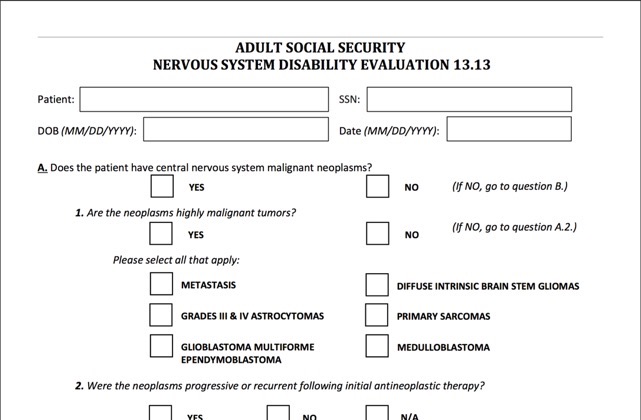 ADULT SOCIAL SECURITY
NERVOUS SYSTEM DISABILITY EVALUATION 13.13
Patient: SSN:
DOB (MM/DD/YYYY): Date (MM/DD/YYYY):
A. Does the patient have central nervous system malignant neoplasms?
YES NO (If NO, go to question B.)
1. Are the neoplasms highly malignant tumors?
YES NO (If NO, go to question A.2.)
Please select all that apply:
METASTASIS DIFFUSE INTRINSIC BRAIN STEM GLIOMAS
GRADES III & IV ASTROCYTOMAS PRIMARY SARCOMAS
GLIOBLASTOMA MULTIFORME MEDULLOBLASTOMA
EPENDYMOBLASTOMA
2. Were the neoplasms progressive or recurrent following initial antineoplastic therapy?
YES NO N/A